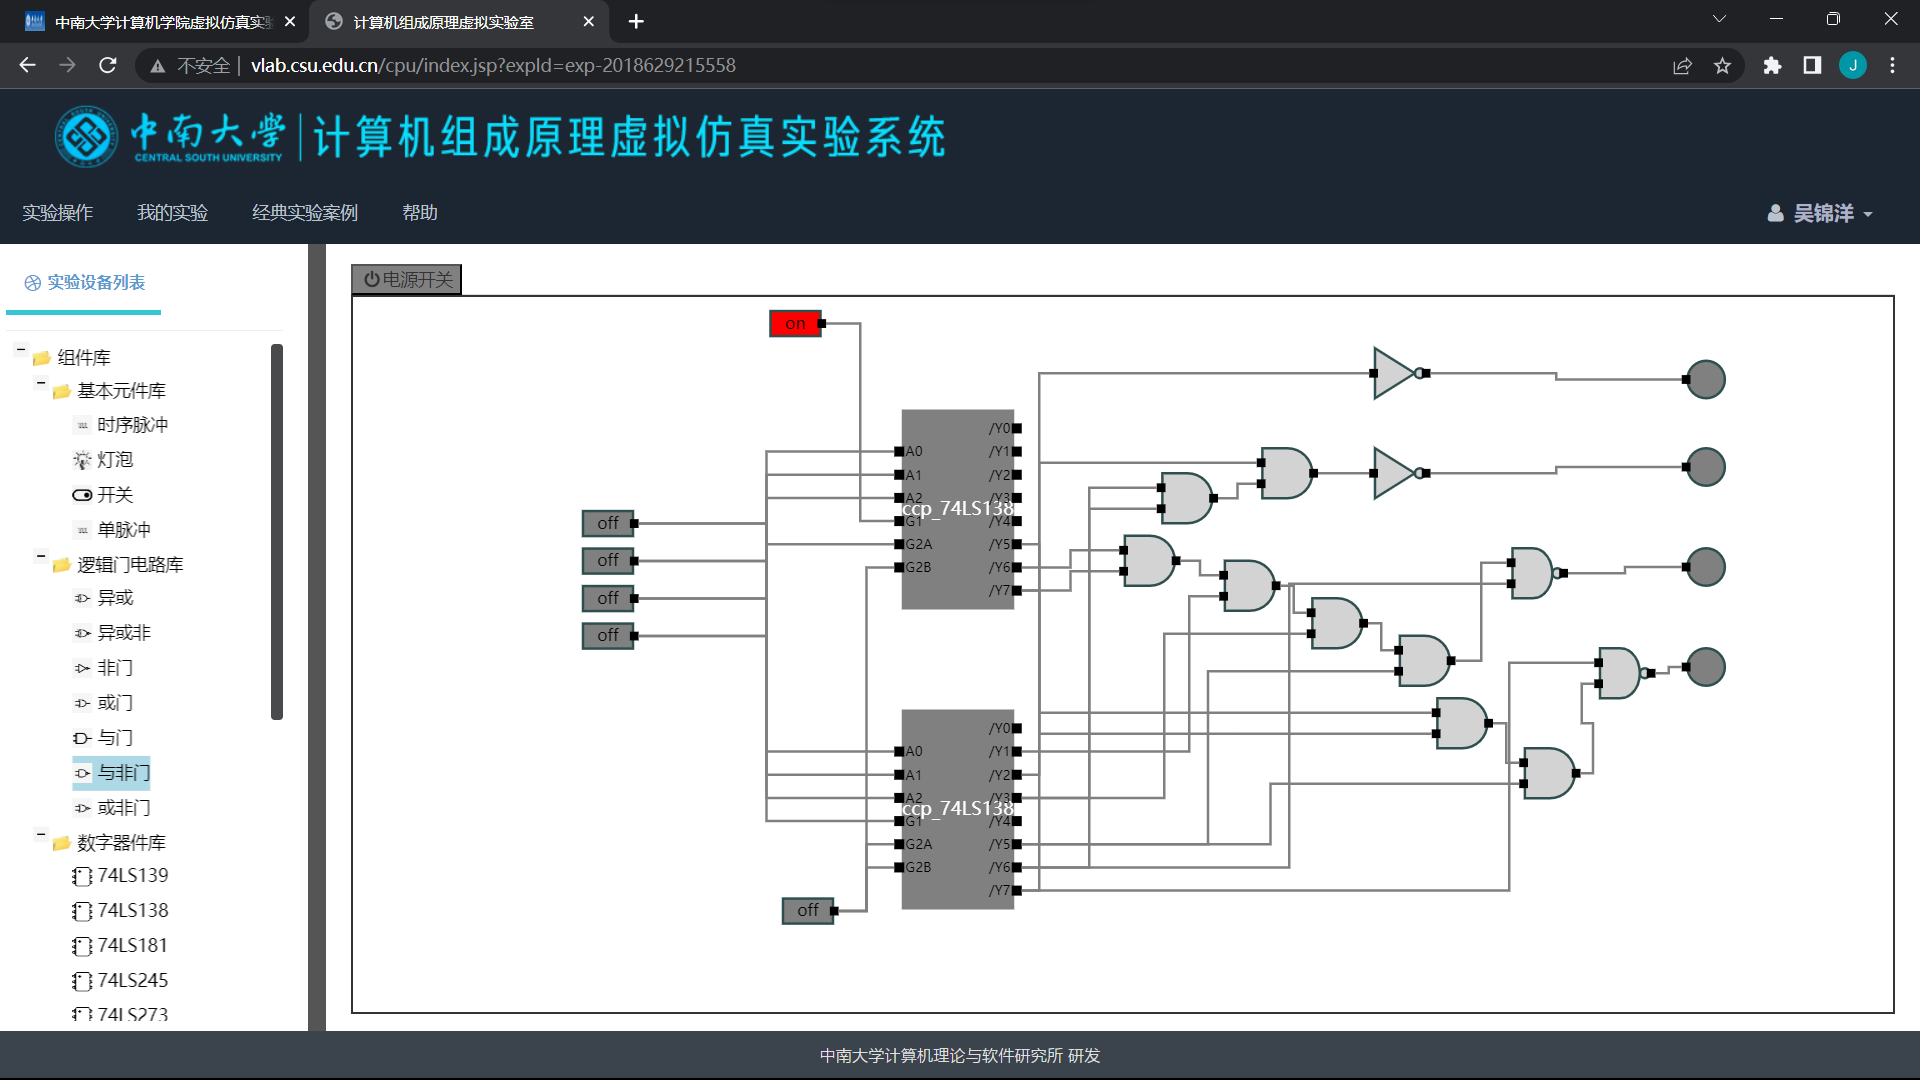 中南大学计算机学院虚拟仿真实
计算机组成原理虚拟实验室
不安全
vlab.csu.edu.cn/cpu/index.jsp?expId=exp-2018629215558
J
中南大学
CENTRAL SOUTH UNIVERSITY
计算机组成原理虚拟仿真实验系统
实验操作
我的实验
经典实验案例
帮助
吴锦洋
实验设备列表
组件库
基本元件库
时序脉冲
灯泡
开关
单脉冲
逻辑门电路库
异或
异或非
非门
或门
与门
与非门
或非门
数字器件库
74LS139
74LS138
74LS181
74LS245
74LS273
电源开关
on
off
off
off
off
off
A0
A1
A2
G1
G2A
G2B
ccp_74LS138
/Y0
/Y1
/Y2
/Y3
/Y4
/Y5
/Y6
/Y7
A0
A1
A2
G1
G2A
G2B
ccp_74LS138
/Y0
/Y1
/Y2
/Y3
/Y4
/Y5
/Y6
/Y7
中南大学计算机理论与软件研究所 研发